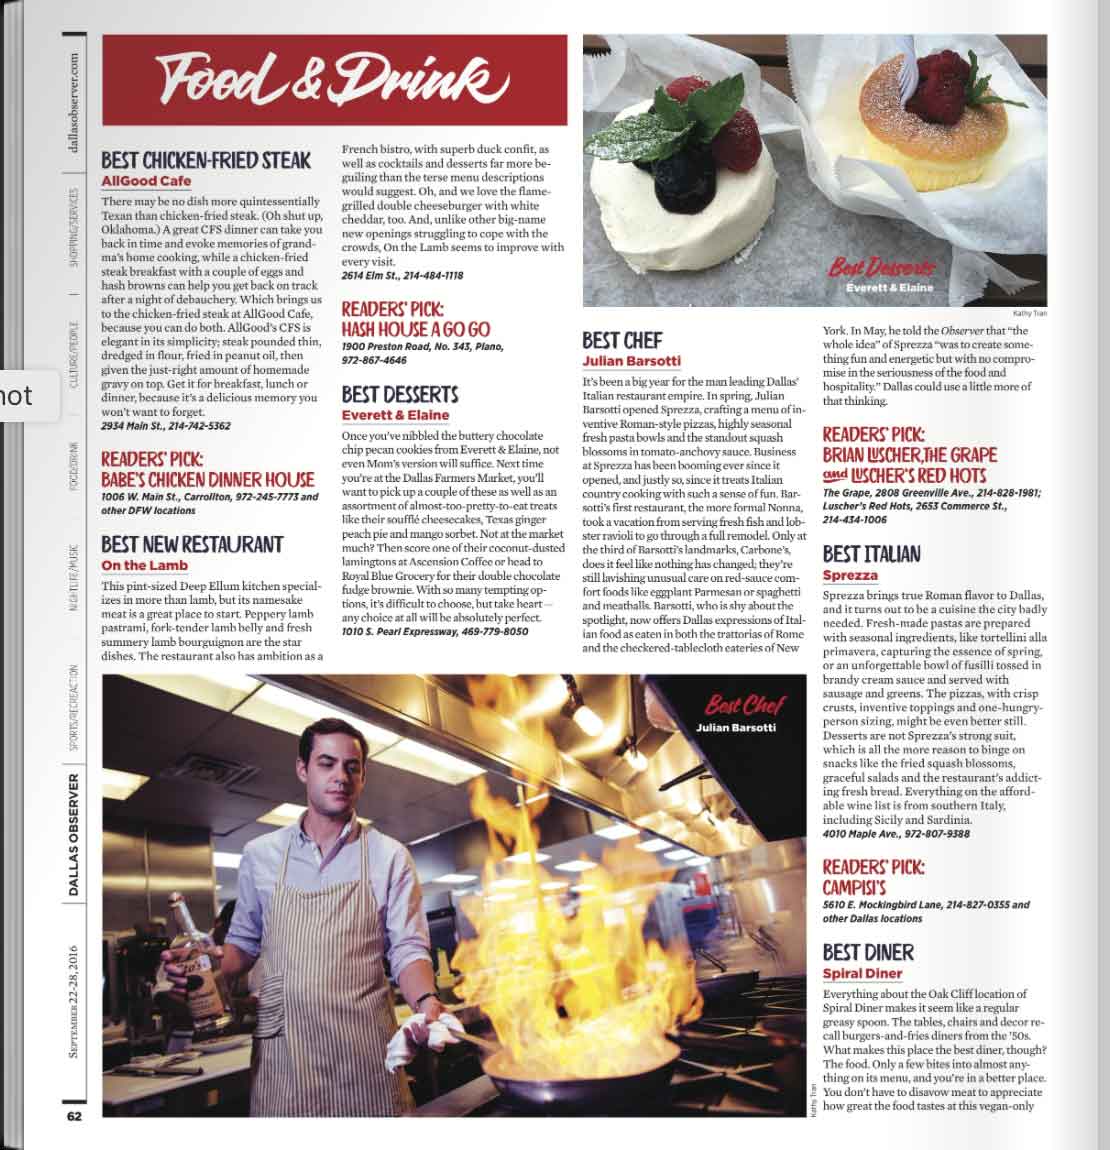 Food & Drink
BEST CHICKEN-FRIED STEAK
AllGood Cafe
There may be no dish more quintessentially
Texan than chicken-fried steak. (Oh shut up,
Oklahoma.) A great CFS dinner can take you
back in time and evoke memories of grand-
ma's home cooking, while a chicken-fried
steak breakfast with a couple of eggs and
hash browns can help you get back on track
after a night of debauchery. Which brings us
to the chicken-fried steak at AllGood Cafe,
because you can do both. AllGood's CFS is
elegant in its simplicity; steak pounded thin,
dredged in flour, fried in peanut oil, then
given the just-right amount of homemade
gravy on top. Get it for breakfast, lunch or
dinner, because it's a delicious memory you
won't want to forget.
2934 Main St., 214-742-5362
READERS' PICK:
BABE'S CHICKEN DINNER HOUSE
1006 W. Main St., Carrollton, 972-245-7773 and
other DFW locations
BEST NEW RESTAURANT
On the Lamb
This pint-sized Deep Ellum kitchen special-
izes in more than lamb, but its namesake
meat is a great place to start. Peppery lamb
pastrami, fork-tender lamb belly and fresh
summery lamb bourguignon are the star
dishes. The restaurant also has ambition as a
French bistro, with superb duck confit, as
well as cocktails and desserts far more be-
guiling than the terse menu descriptions
would suggest. Oh, and we love the flame-
grilled double cheeseburger with white
cheddar, too. And, unlike other big-name
new openings struggling to cope with the
crowds, On the Lamb seems to improve with
every visit.
2614 Elm St., 214-484-1118
READERS' PICK:
HASH HOUSE A GO GO
1900 Preston Road, No. 343, Plano,
972-867-4646
BEST DESSERTS
Everett & Elaine
Once you've nibbled the buttery chocolate
chip pecan cookies from Everett & Elaine, not
even Mom's version will suffice. Next time
you're at the Dallas Farmers Market, you'll
want to pick up a couple of these as well as an
assortment of almost-too-pretty-to-eat treats
like their soufflé cheesecakes, Texas ginger
peach pie and mango sorbet. Not at the market
much? Then score one of their coconut-dusted
lamingtons at Ascension Coffee or head to
Royal Blue Grocery for their double chocolate
fudge brownie. With so many tempting op-
tions, it's difficult to choose, but take heart —
any choice at all will be absolutely perfect.
1010 S. Pearl Expressway, 469-779-8050
Best Desserts
Everett & Elaine
Kathy Tran
BEST CHEF
Julian Barsotti
It's been a big year for the man leading Dallas'
Italian restaurant empire. In spring, Julian
Barsotti opened Sprezza, crafting a menu of in-
ventive Roman-style pizzas, highly seasonal
fresh pasta bowls and the standout squash
blossoms in tomato-anchovy sauce. Business
at Sprezza has been booming ever since it
opened, and justly so, since it treats Italian
country cooking with such a sense of fun. Bar-
sotti's first restaurant, the more formal Nonna,
took a vacation from serving fresh fish and lob-
ster ravioli to go through a full remodel. Only at
the third of Barsotti's landmarks, Carbone's,
does it feel like nothing has changed; they're
still lavishing unusual care on red-sauce com-
fort foods like eggplant Parmesan or spaghetti
and meatballs. Barsotti, who is shy about the
spotlight, now offers Dallas expressions of Ital-
ian food as eaten in both the trattorias of Rome
and the checkered-tablecloth eateries of New
York. In May, he told the Observer that "the
whole idea" of Sprezza "was to create some-
thing fun and energetic but with no compro-
mise in the seriousness of the food and
hospitality." Dallas could use a little more of
that thinking.
READERS' PICK:
BRIAN LUSCHER,THE GRAPE
and LUSCHER'S RED HOTS
The Grape, 2808 Greenville Ave., 214-828-1981;
Luscher's Red Hots, 2653 Commerce St.,
214-434-1006
BEST ITALIAN
Sprezza
Sprezza brings true Roman flavor to Dallas,
and it turns out to be a cuisine the city badly
needed. Fresh-made pastas are prepared
with seasonal ingredients, like tortellini alla
primavera, capturing the essence of spring,
or an unforgettable bowl of fusilli tossed in
brandy cream sauce and served with
sausage and greens. The pizzas, with crisp
crusts, inventive toppings and one-hungry-
person sizing, might be even better still.
Desserts are not Sprezza's strong suit,
which is all the more reason to binge on
snacks like the fried squash blossoms,
graceful salads and the restaurant's addict-
ing fresh bread. Everything on the afford-
able wine list is from southern Italy,
including Sicily and Sardinia.
4010 Maple Ave., 972-807-9388
READERS' PICK:
CAMPISI'S
5610 E. Mockingbird Lane, 214-827-0355 and
other Dallas locations
BEST DINER
Spiral Diner
Everything about the Oak Cliff location of
Spiral Diner makes it seem like a regular
greasy spoon. The tables, chairs and decor re-
call burgers-and-fries diners from the '50s.
What makes this place the best diner, though?
The food. Only a few bites into almost any-
thing on its menu, and you're in a better place.
You don't have to disavow meat to appreciate
how great the food tastes at this vegan-only
Best Chef
Julian Barsotti
Kathy Tran
dallasobserver.com
SHOPPING/SERVICES
CULTURE/PEOPLE
FOOD/DRINK
NIGHTLIFE/MUSIC
SPORTS/RECREACTION
DALLAS OBSERVER
SEPTEMBER 22-28, 2016
62
not